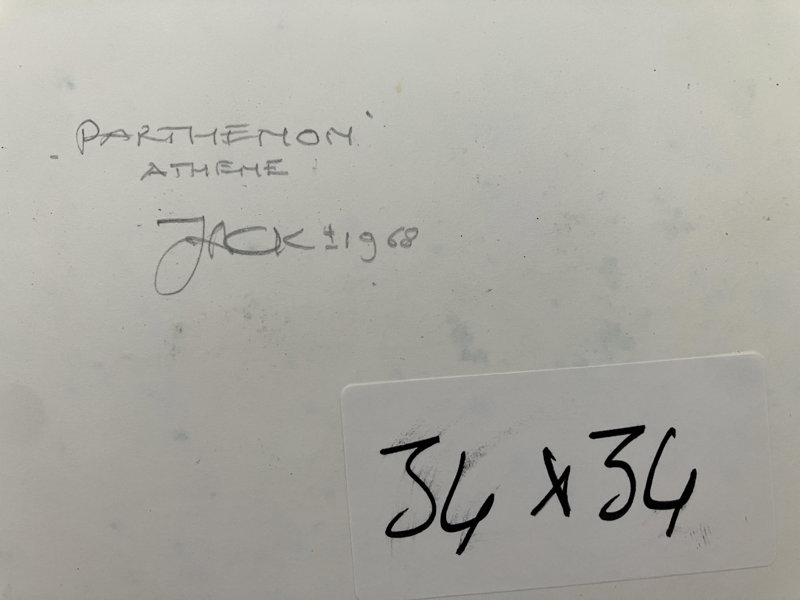 "PARTHENON"
ATHENE
JACK ±1968
34 x 34